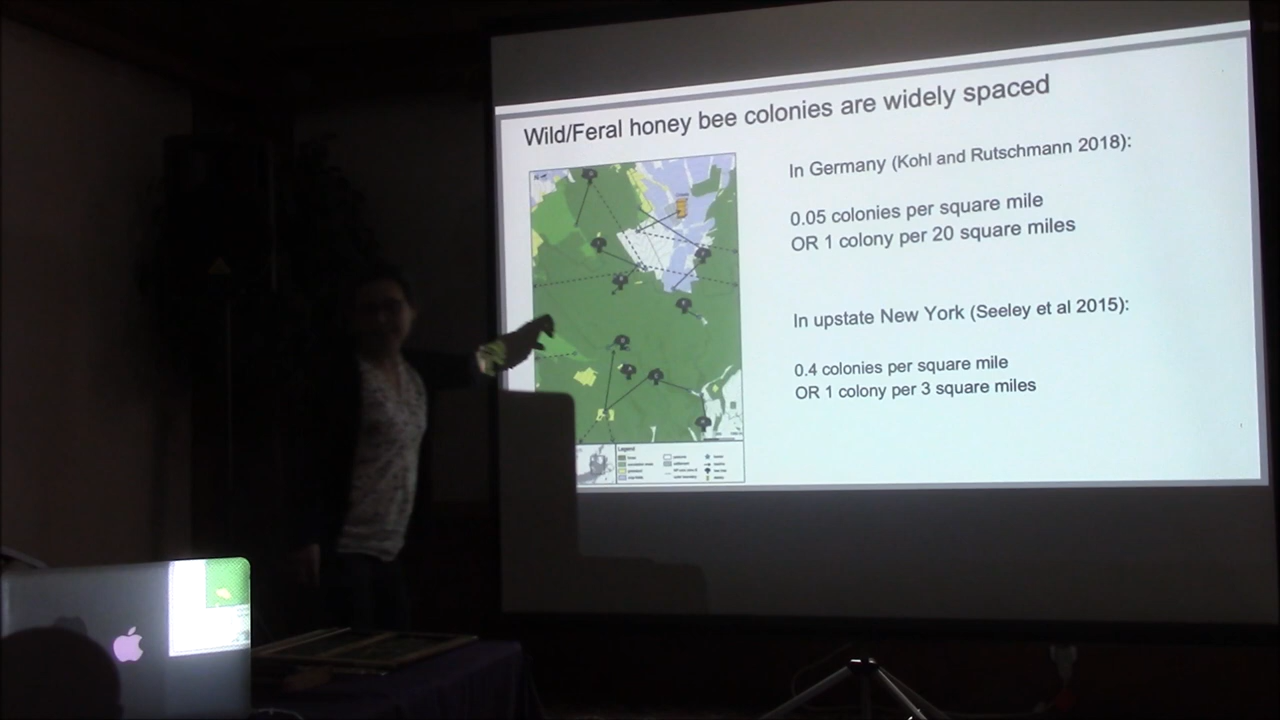 Wild/Feral honey bee colonies are widely spaced
In Germany (Kohl and Rutschmann 2018):
0.05 colonies per square mile
OR 1 colony per 20 square miles
In upstate New York (Seeley et al 2015):
0.4 colonies per square mile
OR 1 colony per 3 square miles
Legend